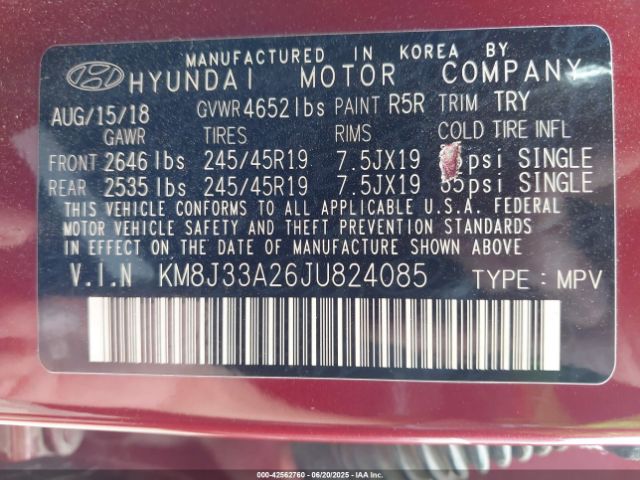 MANUFACTURED IN KOREA BY
HYUNDAI MOTOR COMPANY
AUG/15/18 GVWR 4652 lbs PAINT R5R TRIM TRY
GAWR TIRES RIMS COLD TIRE INFL
FRONT 2646 lbs 245/45R19 7.5JX19 psi SINGLE
REAR 2535 lbs 245/45R19 7.5JX19 35 psi SINGLE
THIS VEHICLE CONFORMS TO ALL APPLICABLE U.S.A. FEDERAL
MOTOR VEHICLE SAFETY AND THEFT PREVENTION STANDARDS
IN EFFECT ON THE DATE OF MANUFACTURE SHOWN ABOVE
V.I.N KM8J33A26JU824085 TYPE : MPV
000-42562760 - 06/20/2025 - IAAI.COM